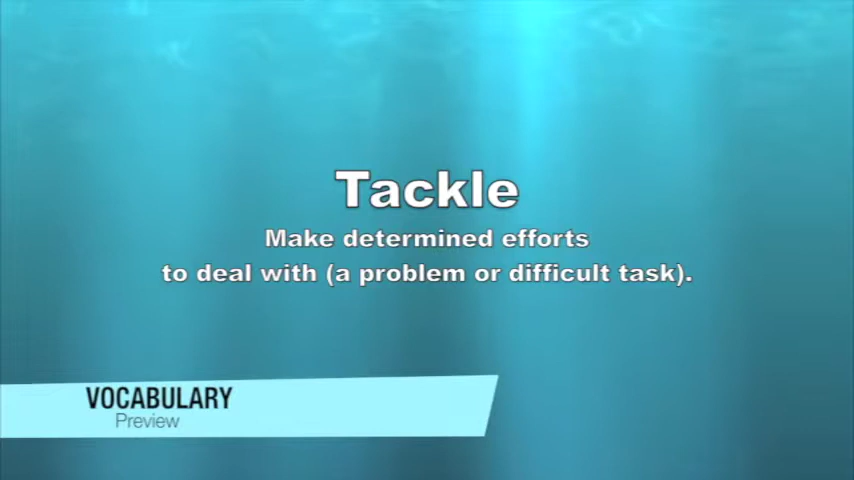 Tackle
Make determined efforts
to deal with (a problem or difficult task).
VOCABULARY
Preview